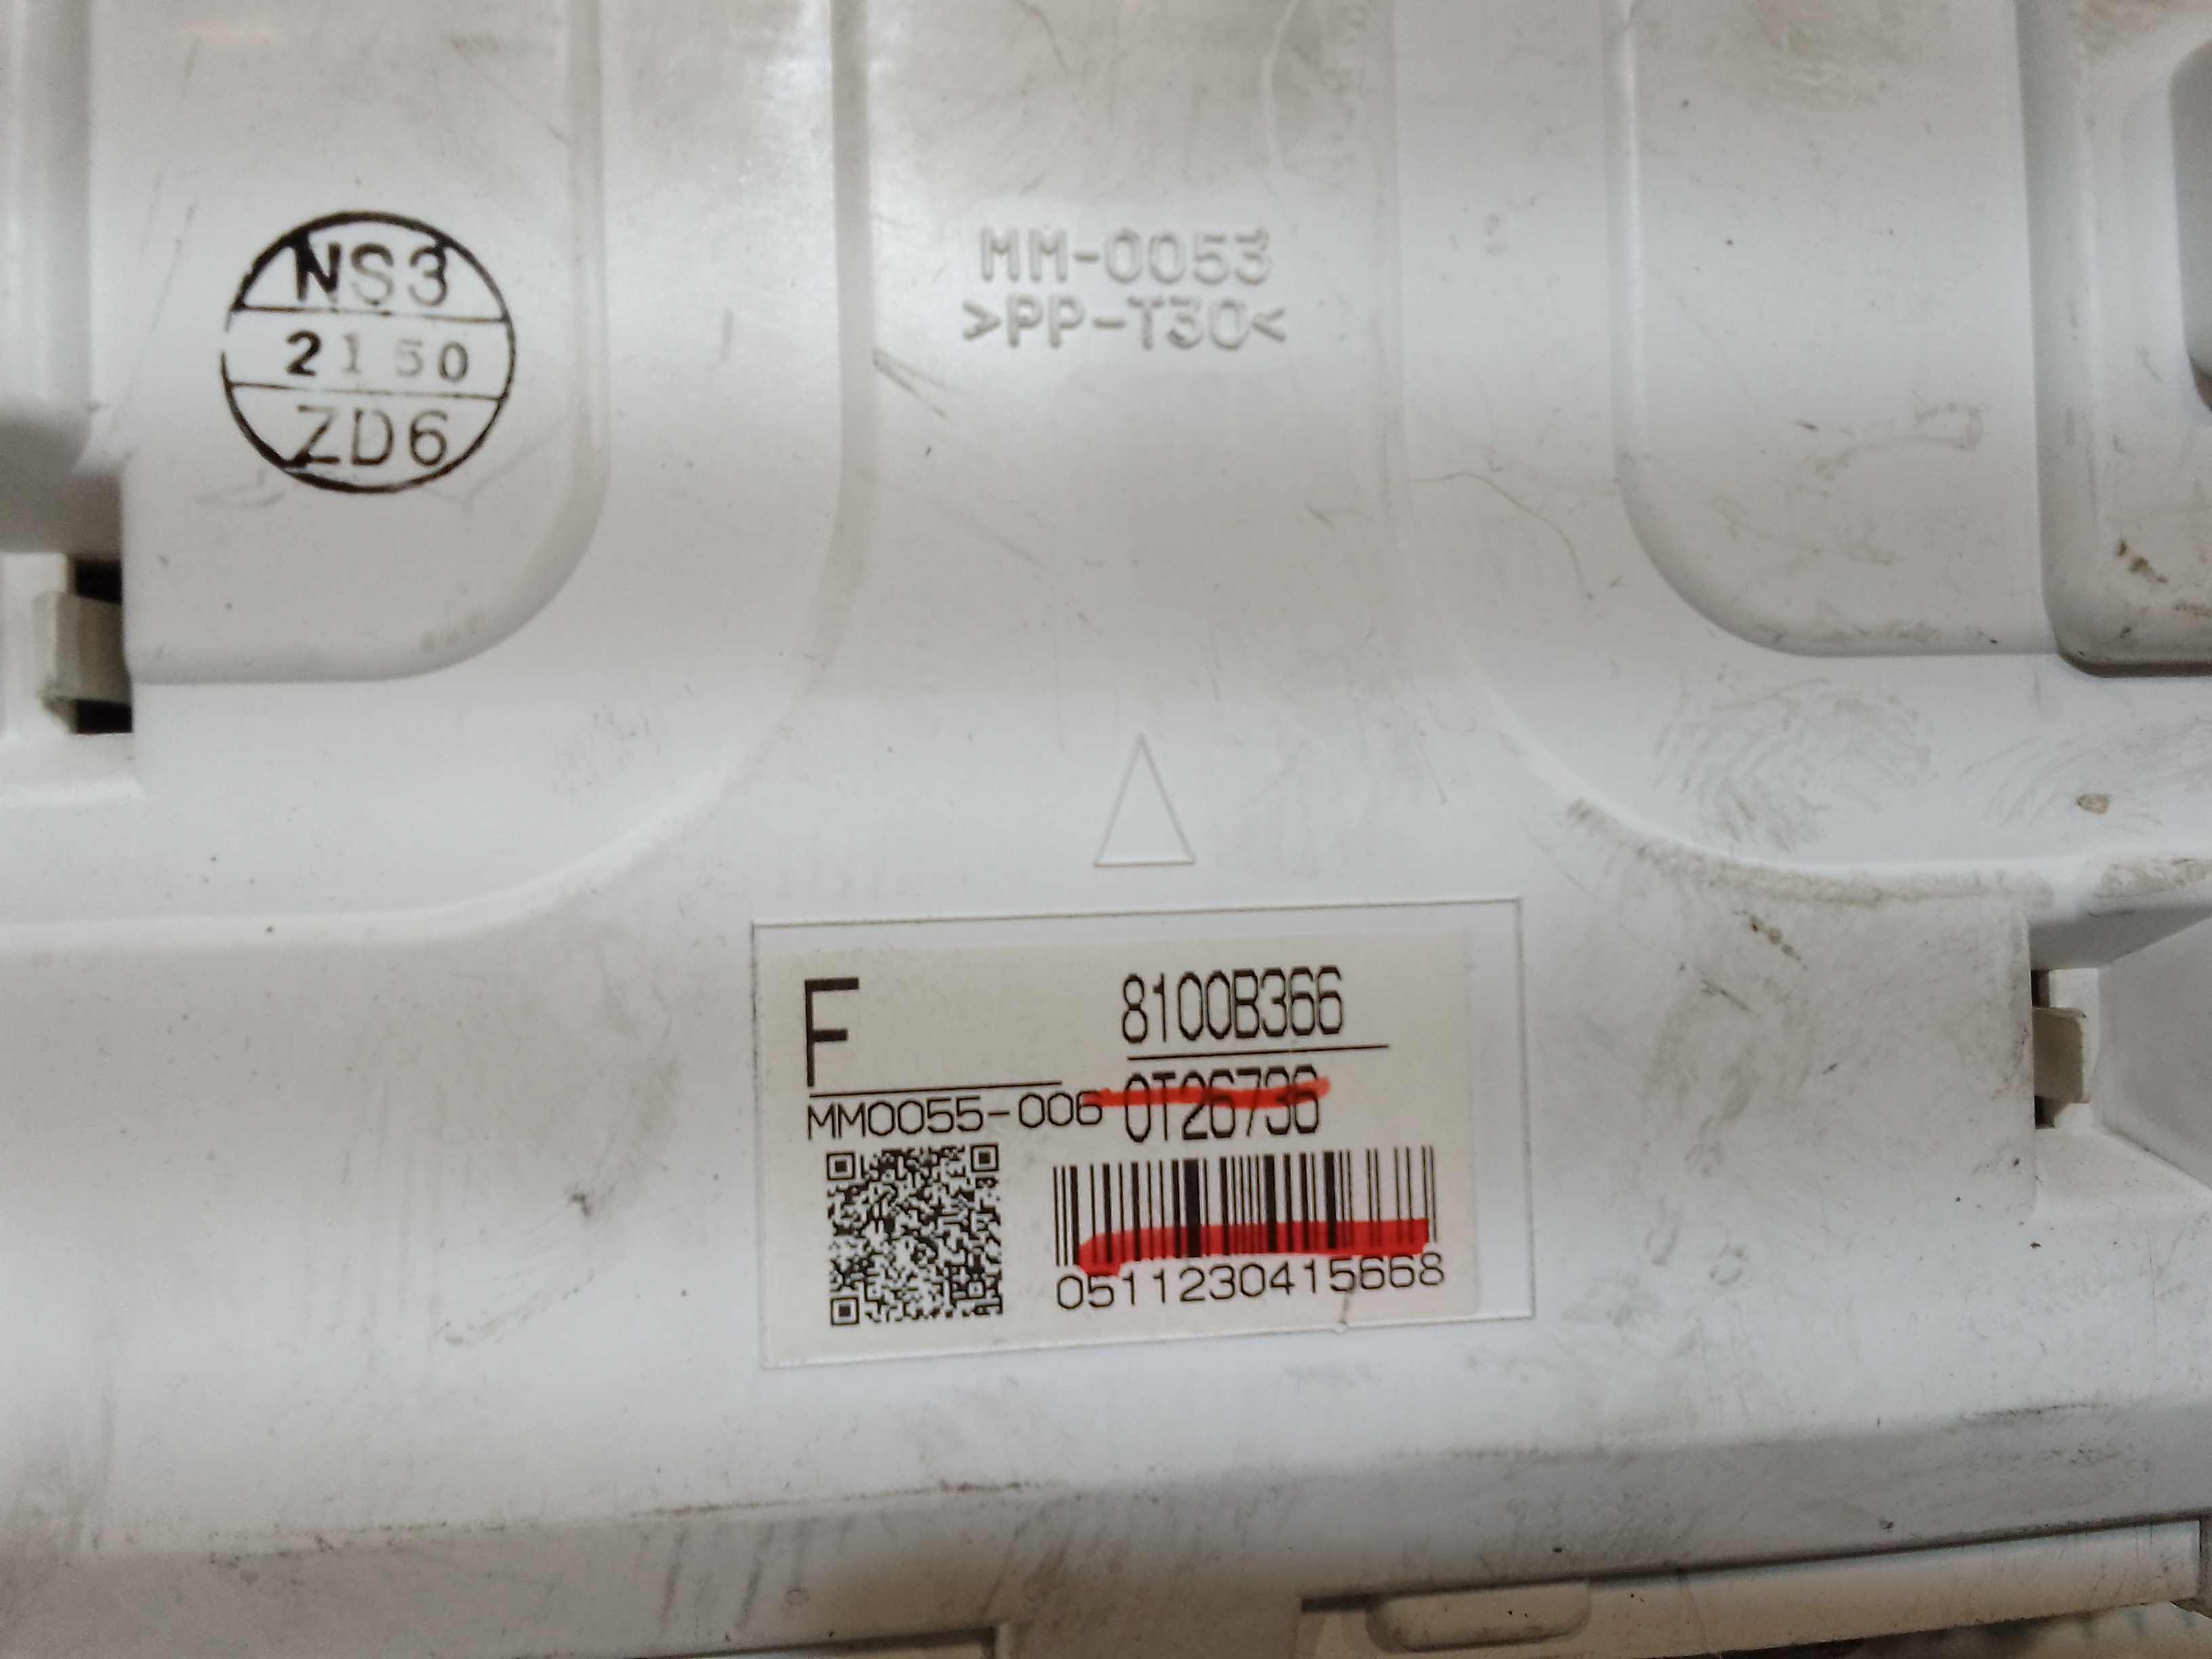 NS3
2150
ZD6
MM-0053
>PP-T30<
F
8100B366
MM0055-006
0T26736
0511230415668